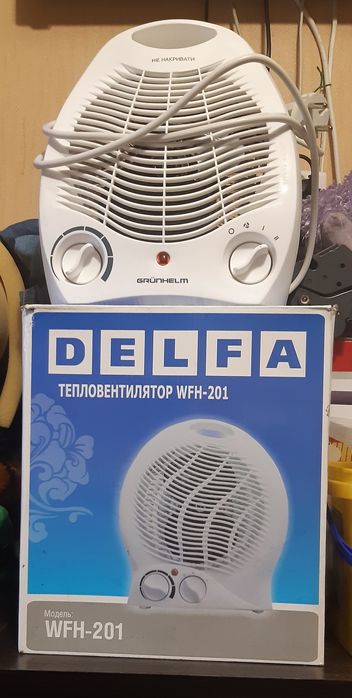 НЕ НАКРИВАТИ
GRÜNHELM
DELFA
ТЕПЛОВЕНТИЛЯТОР WFH-201
Модель:
WFH-201